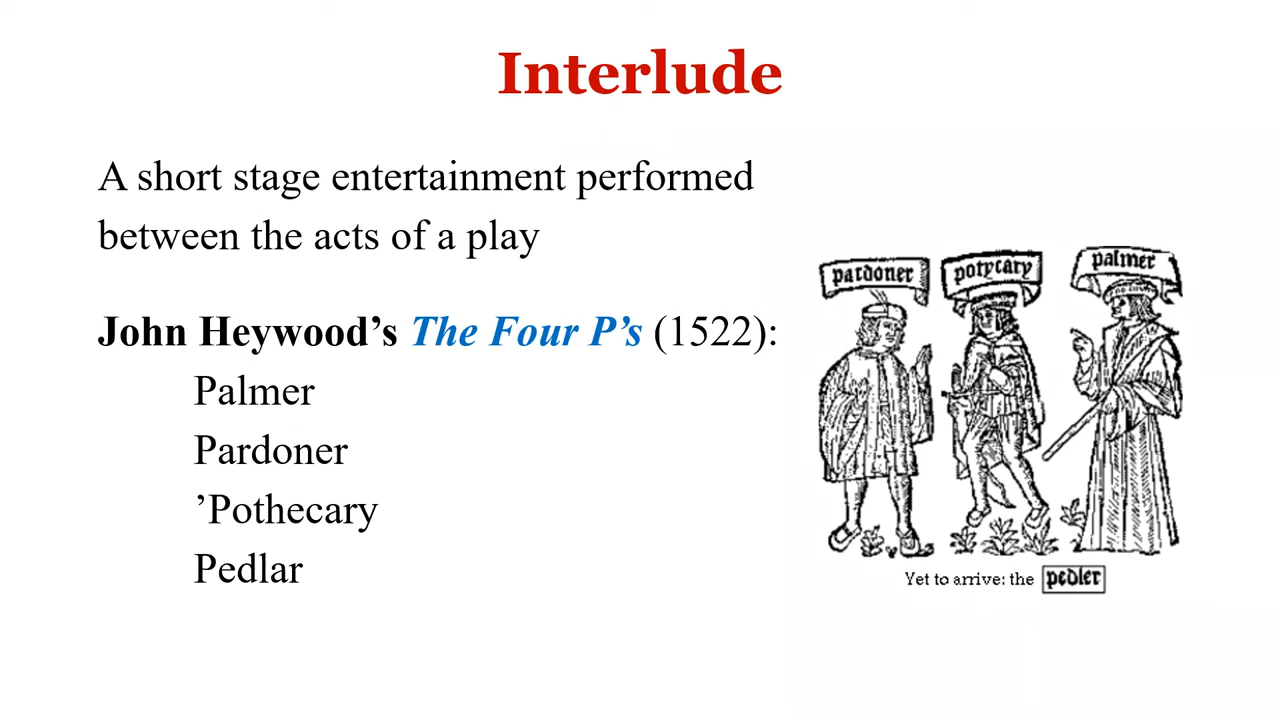 Interlude
A short stage entertainment performed
between the acts of a play
John Heywood’s The Four P’s (1522):
Palmer
Pardoner
’Pothecary
Pedlar
pardoner
potycary
palmer
Yet to arrive: the pedler